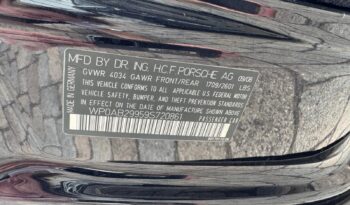 MADE IN GERMANY
MFD BY DR ING. H.C.F PORSCHE AG 09/08
GVWR 4034 GAWR FRONT/REAR 1709/2601 LBS
THIS VEHICLE CONFORMS TO ALL APPLICABLE
U.S. FEDERAL MOTOR VEHICLE SAFETY BUMPER AND THEFT
PREVENTION STANDARDS IN EFFECT ON THE
DATE OF MANUFACTURE SHOWN ABOVE
WP0AB29959S720861 PASSENGER CAR